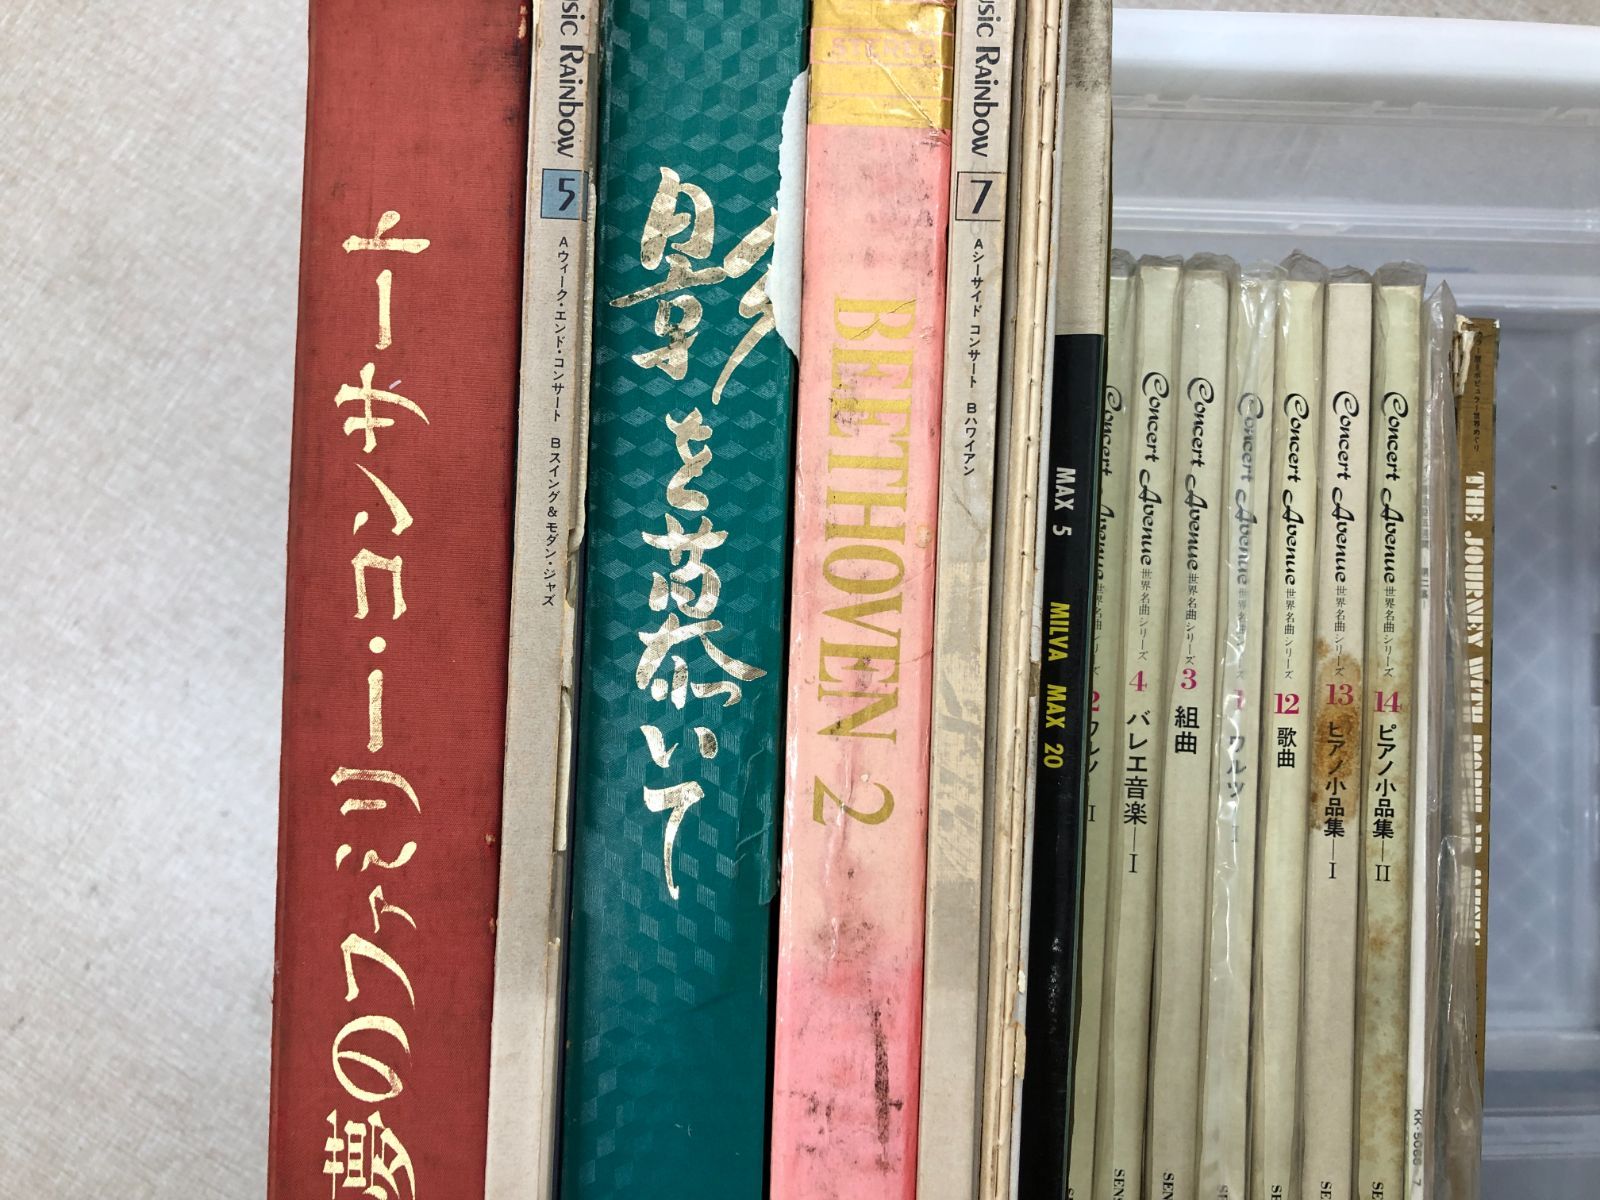 夢のファミリー・コンサート
Music Rainbow
5
Aウィーク・エンド・コンサート Bスイング&モダン・ジャズ
影を慕いて
STEREO
BEETHOVEN 2
Music Rainbow
7
Aシーサイド コンサート Bハワイアン
MAX 5 MILVA MAX 20
Concert Avenue
Concert Avenue 世界名曲シリーズ 4 バレエ音楽—I
Concert Avenue 世界名曲シリーズ 3 組曲
Concert Avenue 1 ワルツ I
Concert Avenue 世界名曲シリーズ 12 歌曲
Concert Avenue 世界名曲シリーズ 13 ピアノ小品集—I
Concert Avenue 世界名曲シリーズ 14 ピアノ小品集—II
THE JOURNEY WITH POPULAR MUSIC